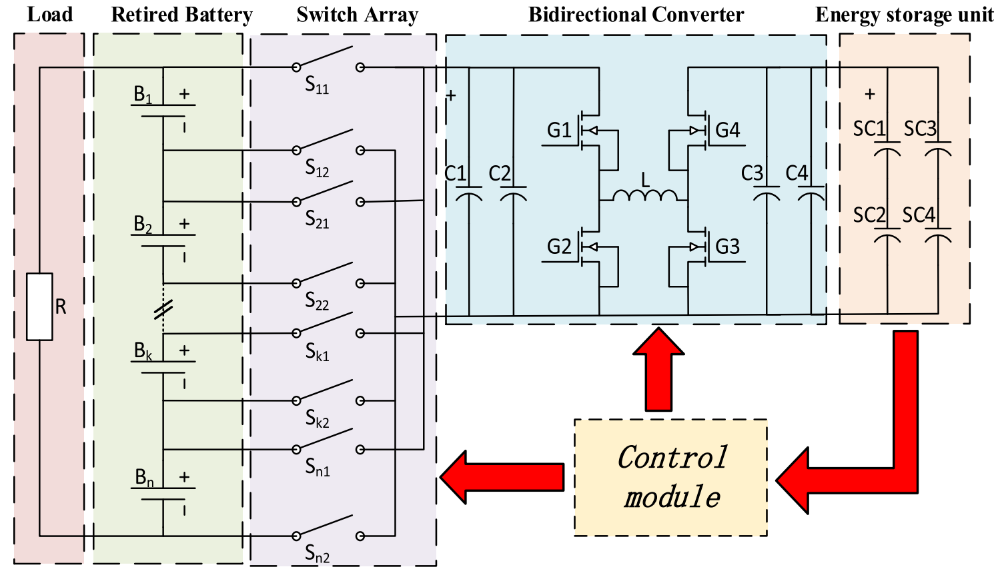 Load
Retired Battery
Switch Array
Bidirectional Converter
Energy storage unit
B1
+
S11
+
+
S12
G1
G4
SC1
SC3
C1
C2
L
C3
C4
S21
B2
+
SC2
SC4
G2
G3
S22
R
Bk
+
Sk1
Sk2
Control
module
Sn1
Bn
+
Sn2